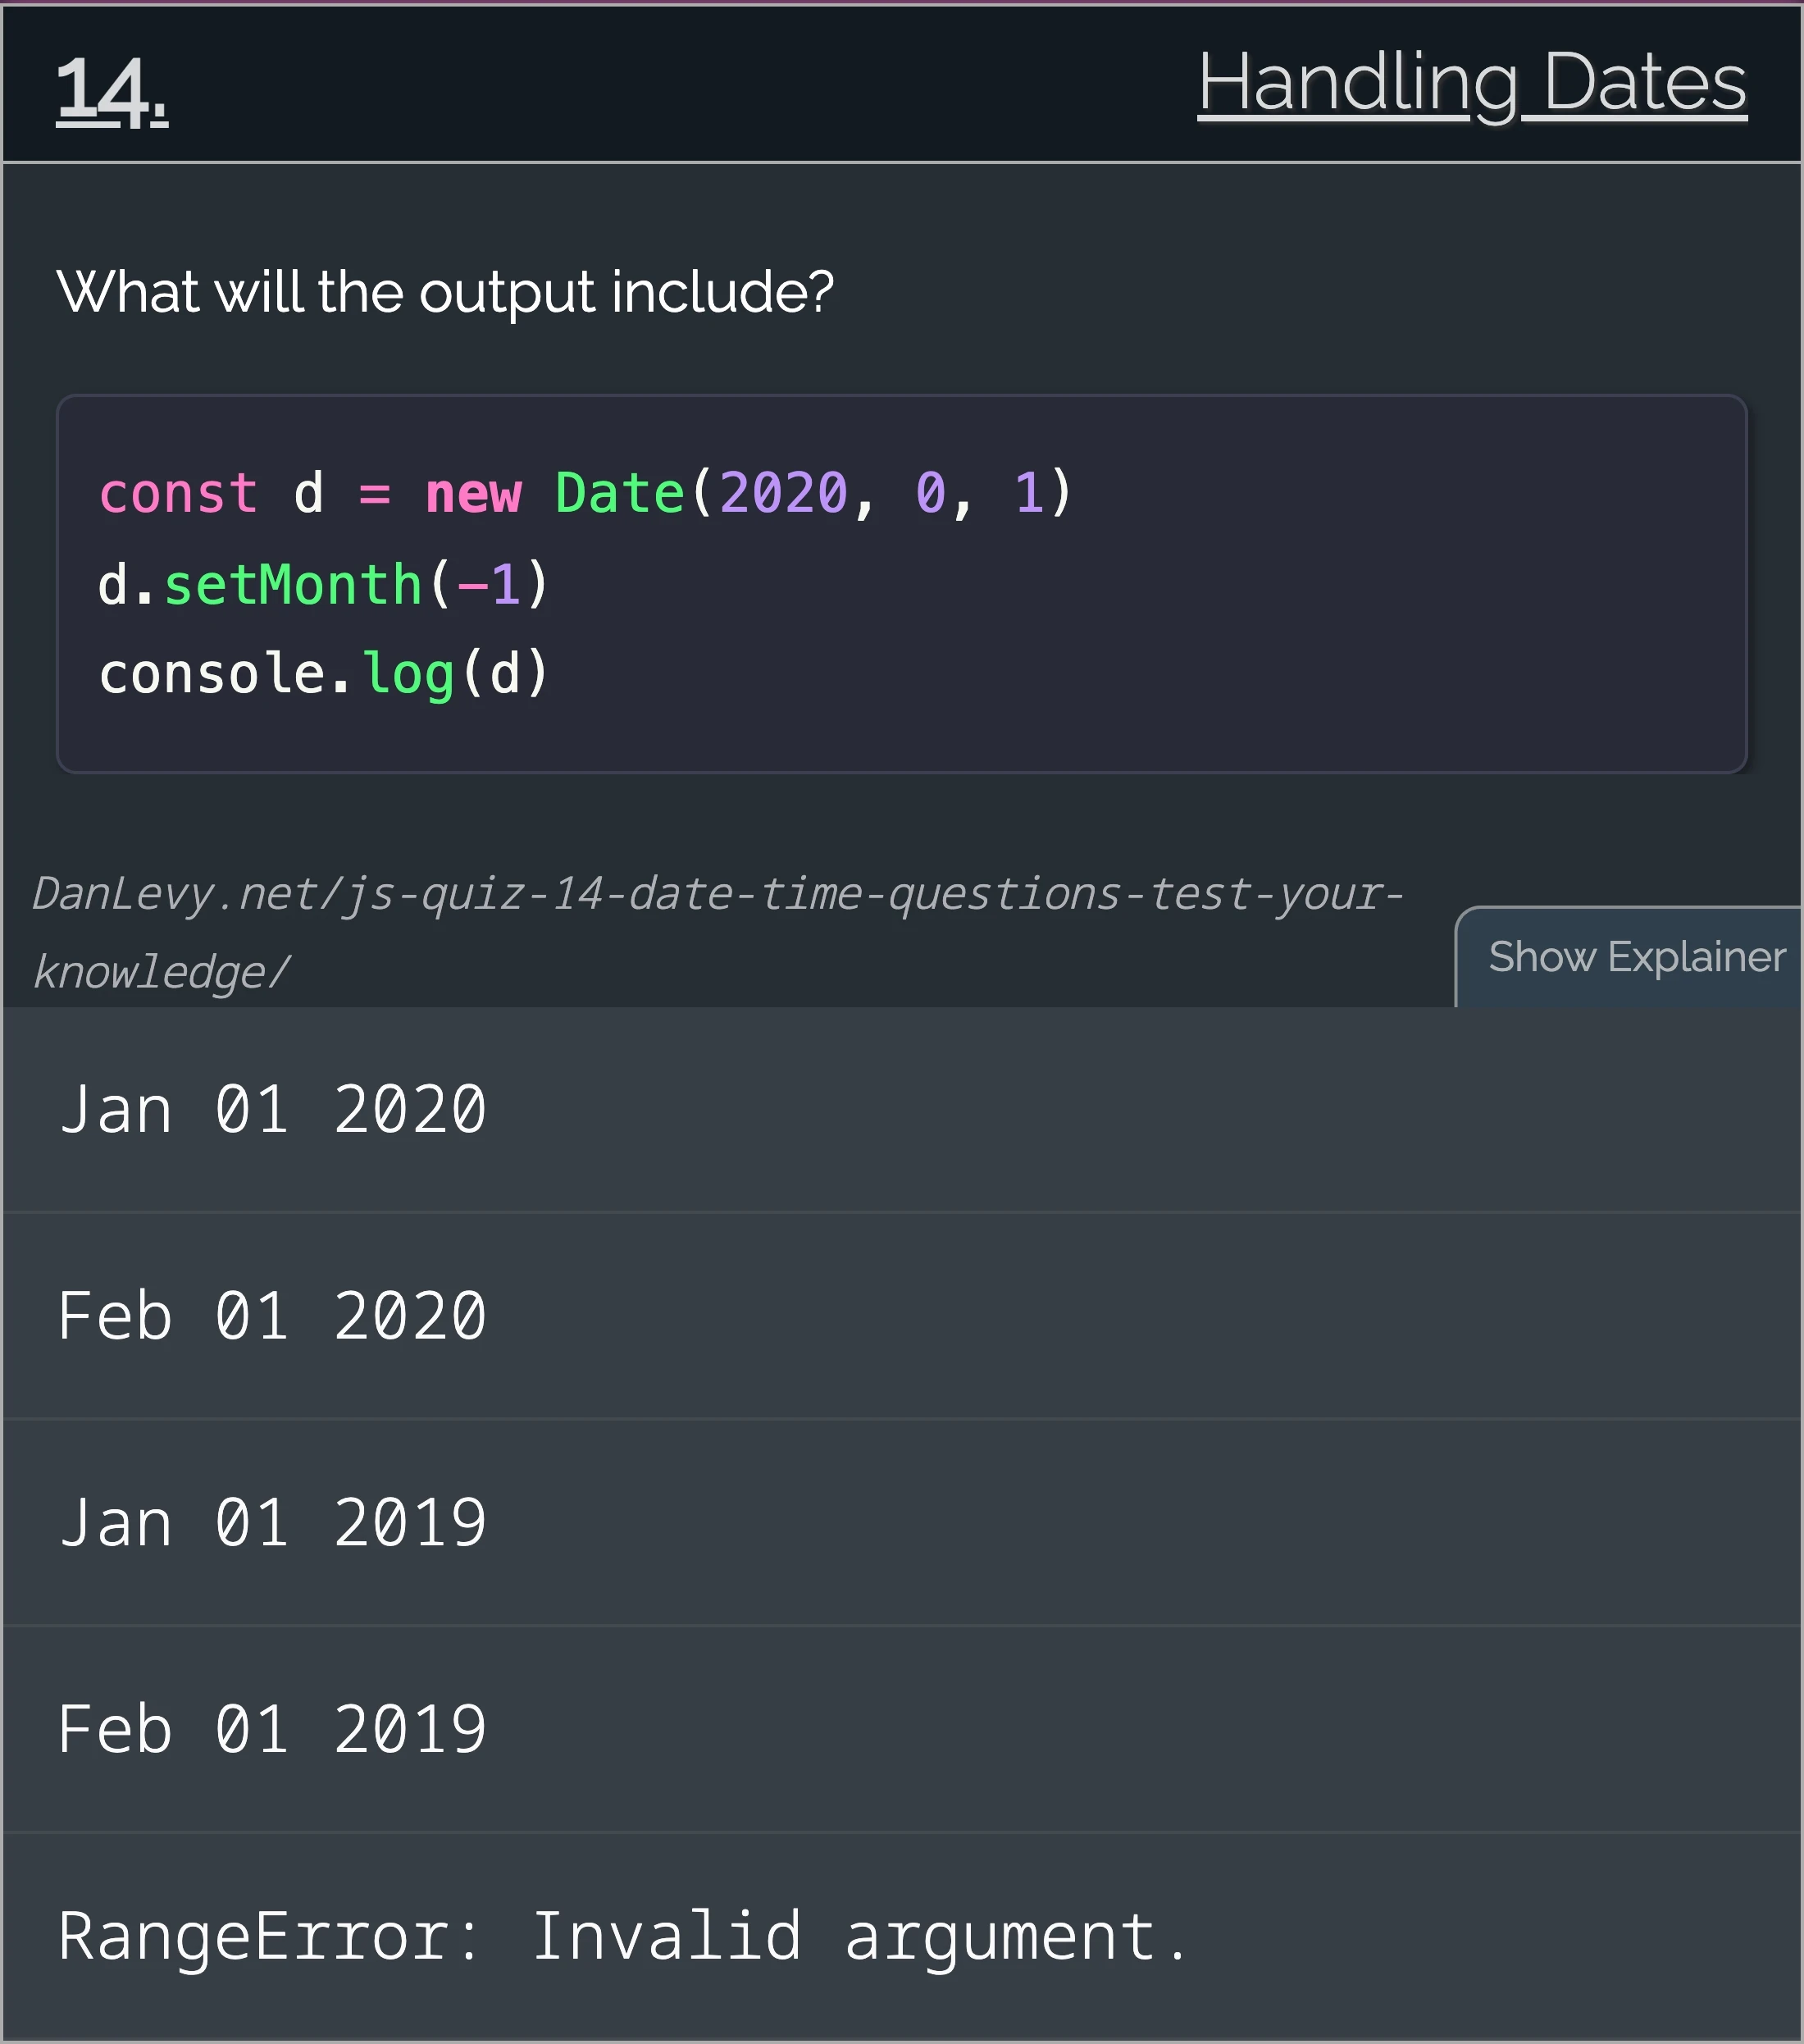 14.
Handling Dates
What will the output include?
const d = new Date(2020, 0, 1)
d.setMonth(-1)
console.log(d)
DanLevy.net/js-quiz-14-date-time-questions-test-your-
knowledge/
Show Explainer
Jan 01 2020
Feb 01 2020
Jan 01 2019
Feb 01 2019
RangeError: Invalid argument.